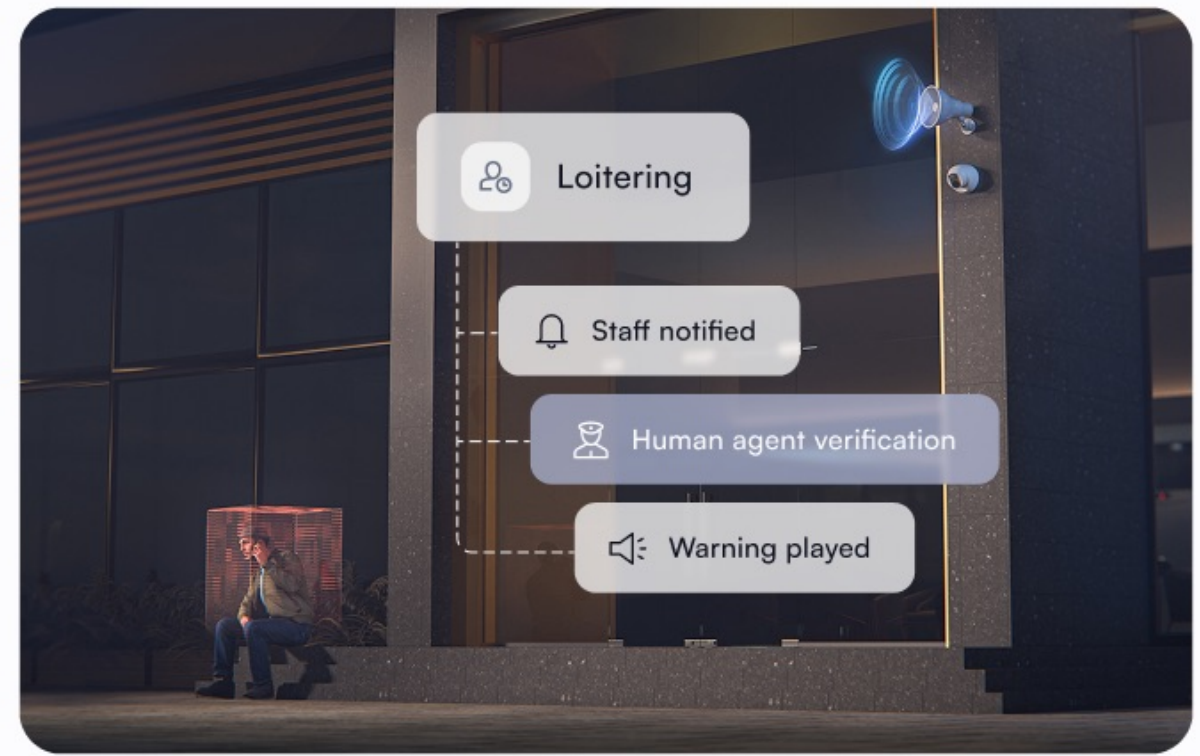 Loitering
Staff notified
Human agent verification
Warning played